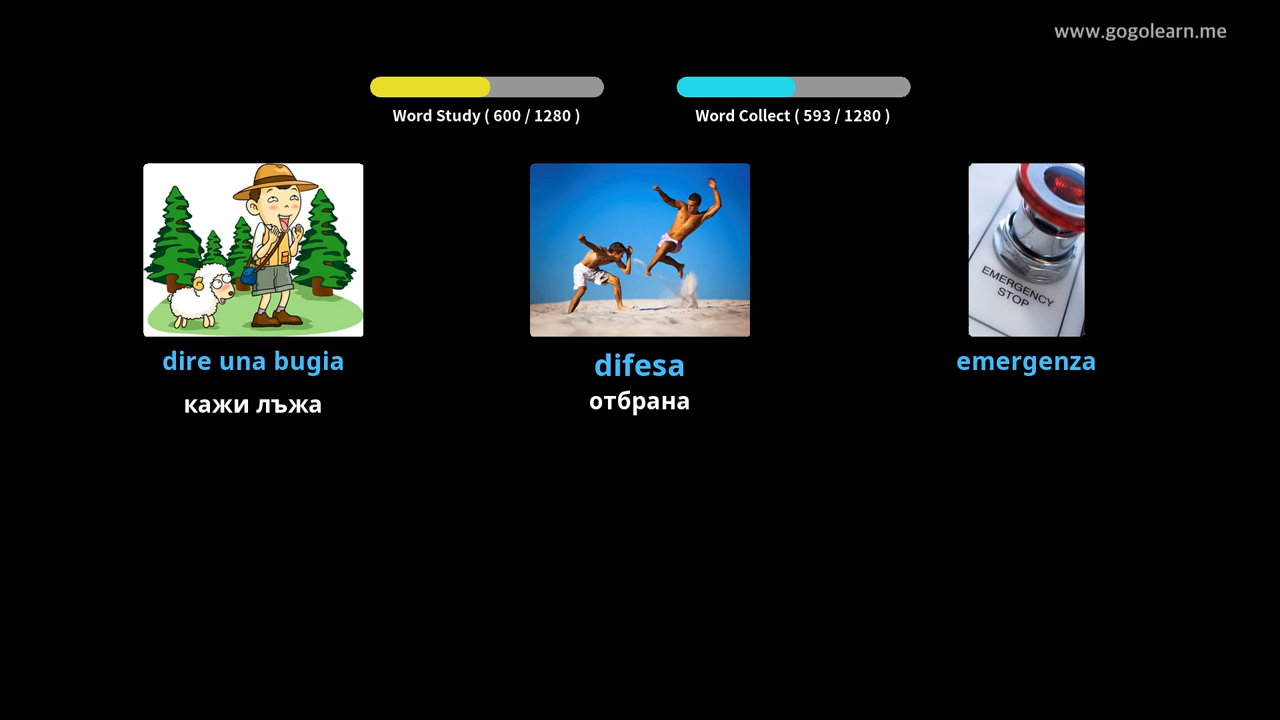 www.gogolearn.me
Word Study ( 600 / 1280 )
Word Collect ( 593 / 1280 )
EMERGENCY
STOP
dire una bugia
кажи лъжа
difesa
отбрана
emergenza